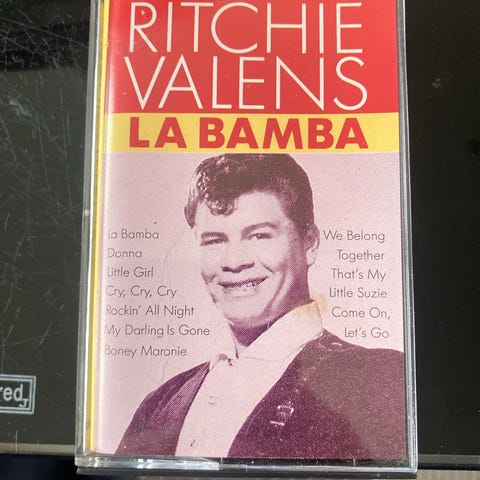 RITCHIE
VALENS
LA BAMBA
La Bamba
Donna
Little Girl
Cry, Cry, Cry
Rockin' All Night
My Darling Is Gone
Boney Maronie
We Belong
Together
That's My
Little Suzie
Come On,
Let's Go
red